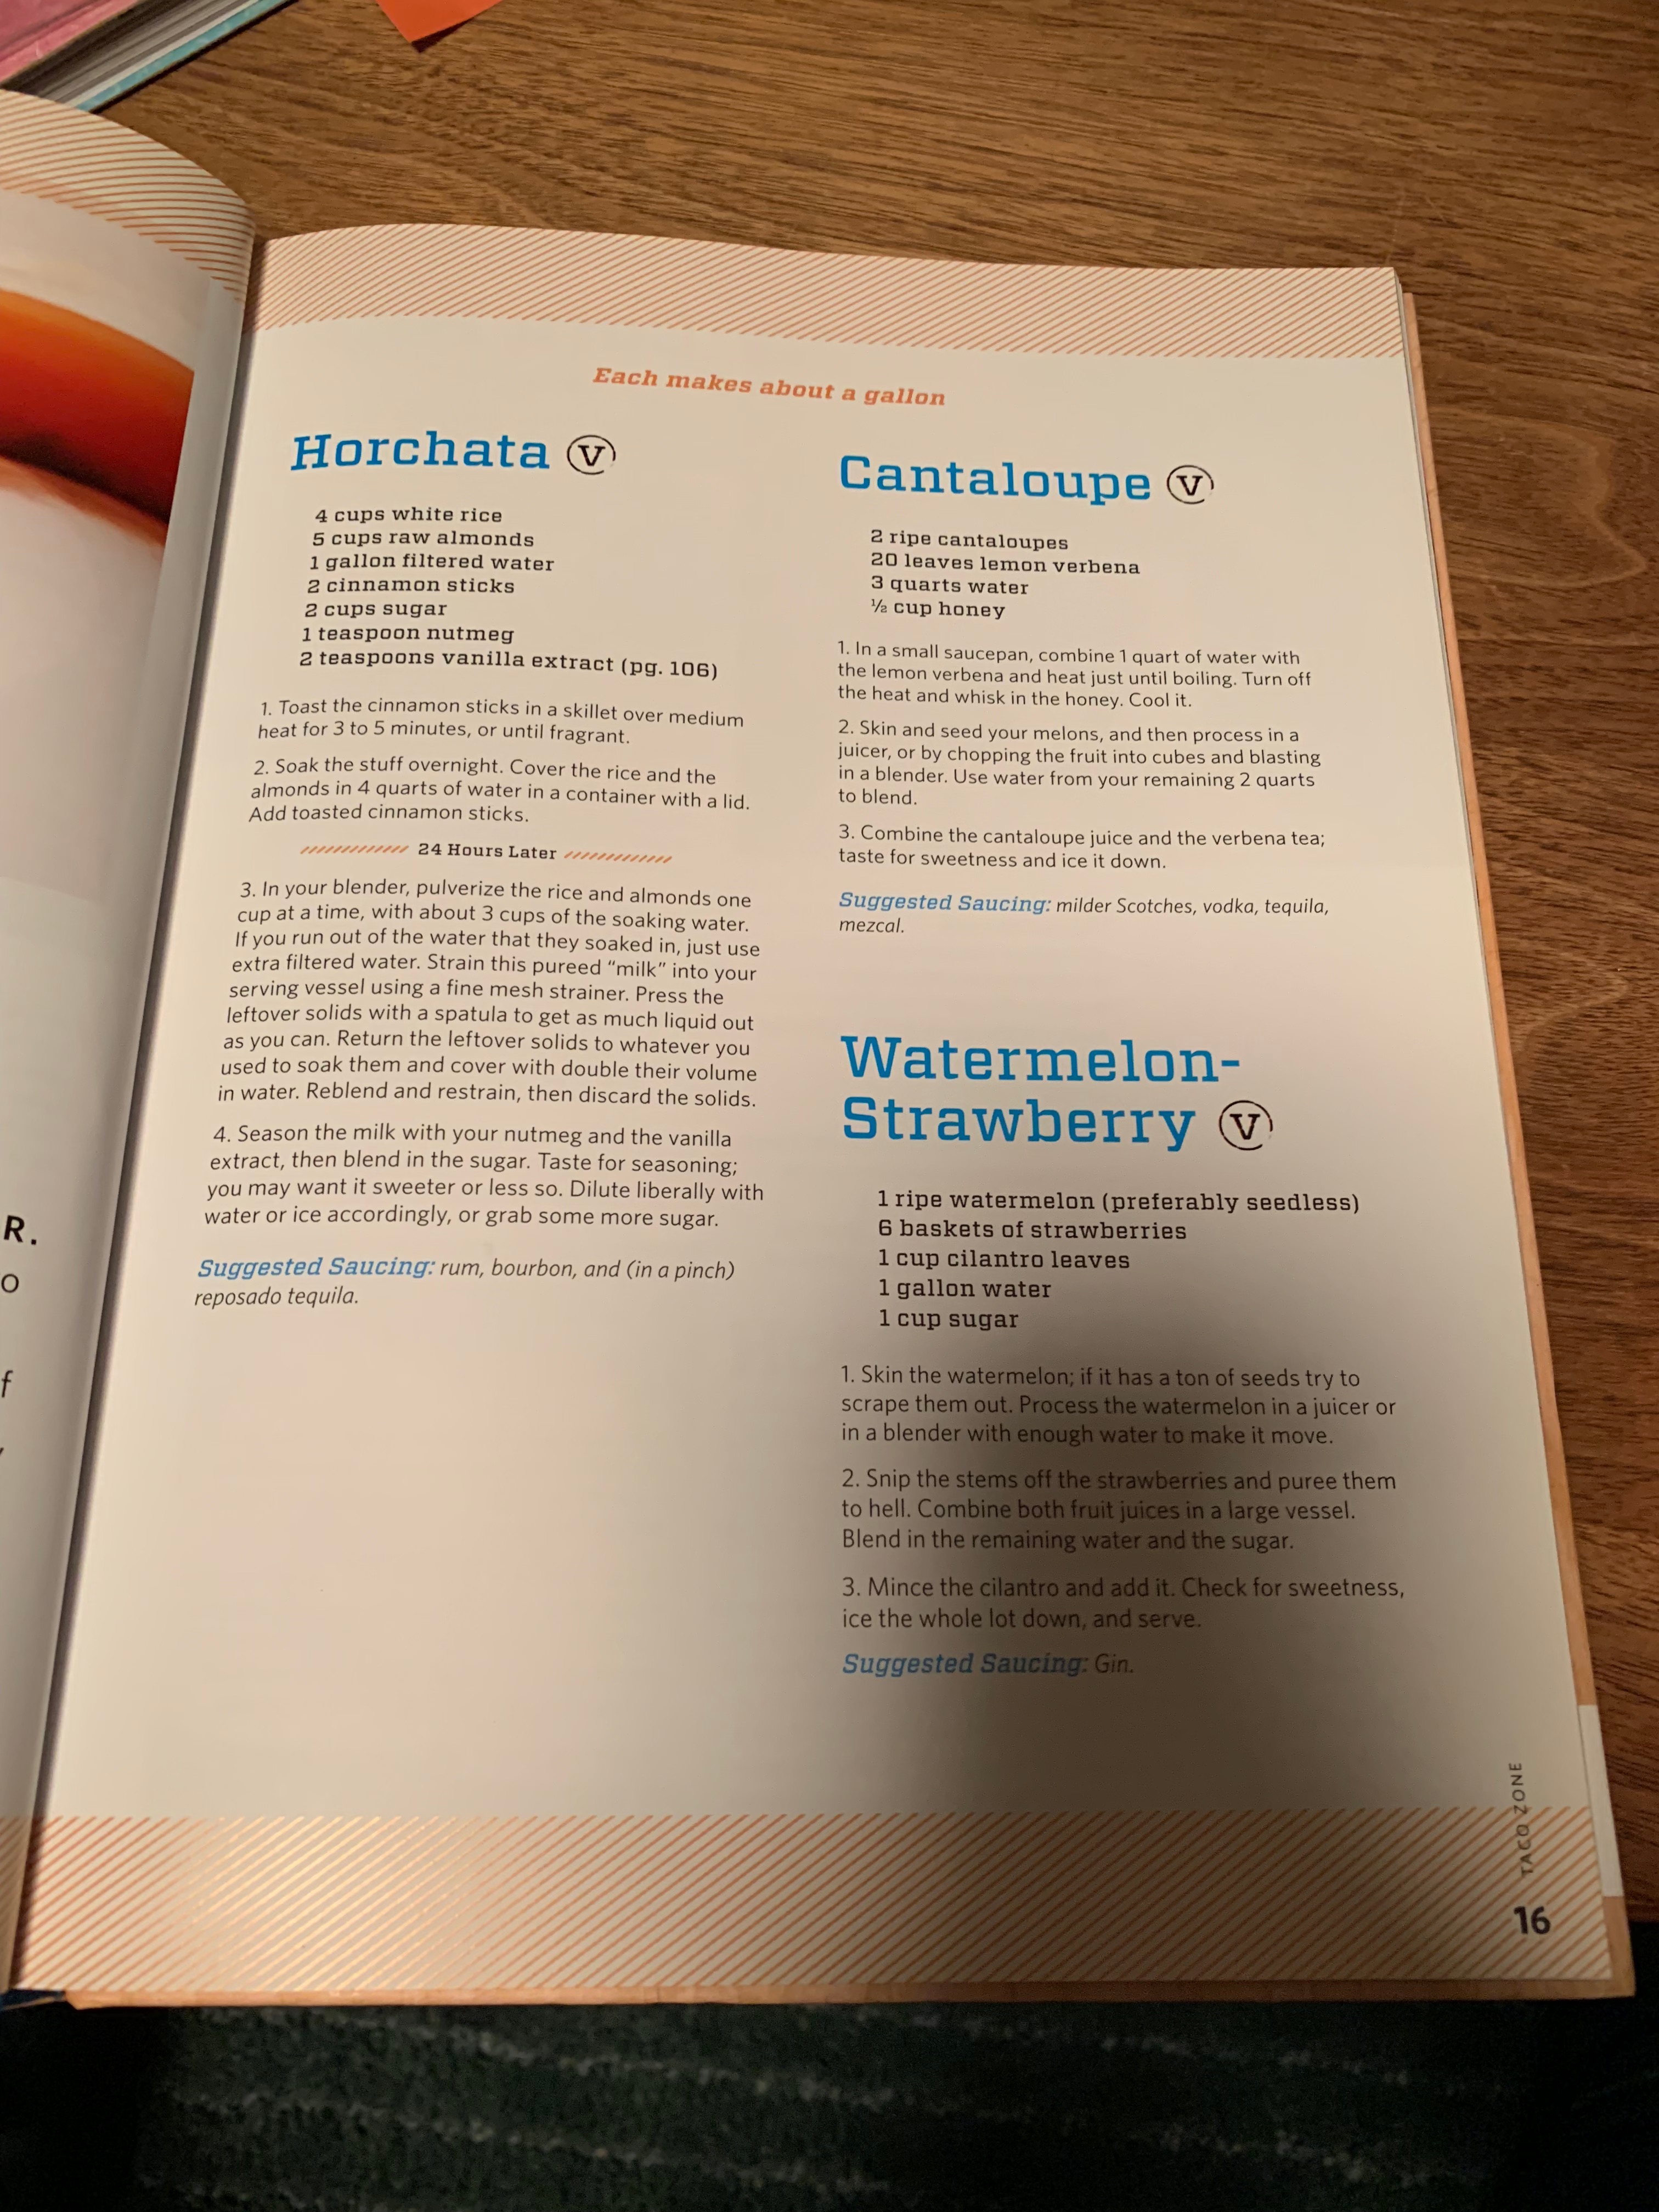 Each makes about a gallon
Horchata V
4 cups white rice
5 cups raw almonds
1 gallon filtered water
2 cinnamon sticks
2 cups sugar
1 teaspoon nutmeg
2 teaspoons vanilla extract (pg. 106)
1. Toast the cinnamon sticks in a skillet over medium
heat for 3 to 5 minutes, or until fragrant.
2. Soak the stuff overnight. Cover the rice and the
almonds in 4 quarts of water in a container with a lid.
Add toasted cinnamon sticks.
24 Hours Later
3. In your blender, pulverize the rice and almonds one
cup at a time, with about 3 cups of the soaking water.
If you run out of the water that they soaked in, just use
extra filtered water. Strain this pureed “milk” into your
serving vessel using a fine mesh strainer. Press the
leftover solids with a spatula to get as much liquid out
as you can. Return the leftover solids to whatever you
used to soak them and cover with double their volume
in water. Reblend and restrain, then discard the solids.
4. Season the milk with your nutmeg and the vanilla
extract, then blend in the sugar. Taste for seasoning;
you may want it sweeter or less so. Dilute liberally with
water or ice accordingly, or grab some more sugar.
Suggested Saucing: rum, bourbon, and (in a pinch)
reposado tequila.
Cantaloupe V
2 ripe cantaloupes
20 leaves lemon verbena
3 quarts water
½ cup honey
1. In a small saucepan, combine 1 quart of water with
the lemon verbena and heat just until boiling. Turn off
the heat and whisk in the honey. Cool it.
2. Skin and seed your melons, and then process in a
juicer, or by chopping the fruit into cubes and blasting
in a blender. Use water from your remaining 2 quarts
to blend.
3. Combine the cantaloupe juice and the verbena tea;
taste for sweetness and ice it down.
Suggested Saucing: milder Scotches, vodka, tequila,
mezcal.
Watermelon-
Strawberry V
1 ripe watermelon (preferably seedless)
6 baskets of strawberries
1 cup cilantro leaves
1 gallon water
1 cup sugar
1. Skin the watermelon; if it has a ton of seeds try to
scrape them out. Process the watermelon in a juicer or
in a blender with enough water to make it move.
2. Snip the stems off the strawberries and puree them
to hell. Combine both fruit juices in a large vessel.
Blend in the remaining water and the sugar.
3. Mince the cilantro and add it. Check for sweetness,
ice the whole lot down, and serve.
Suggested Saucing: Gin.
TACO ZONE
16
R.
o
f